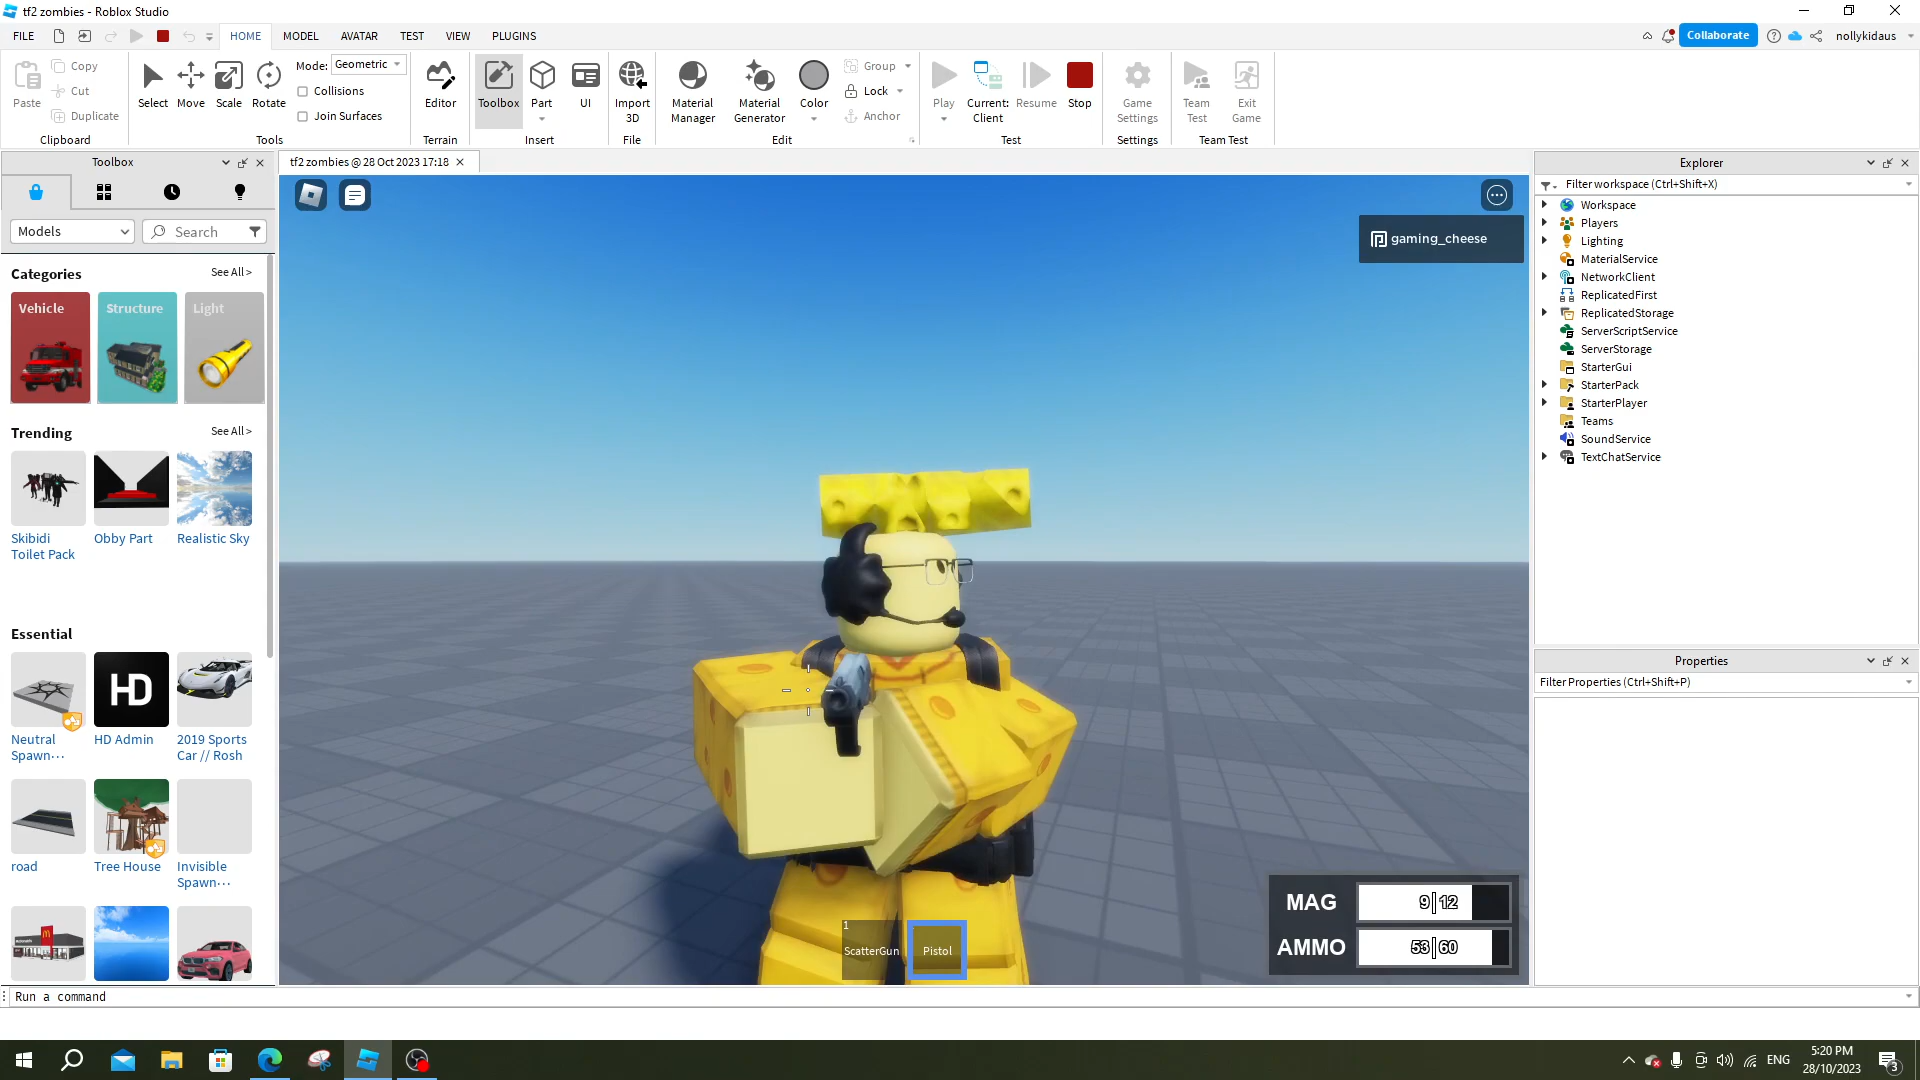 tf2 zombies - Roblox Studio
FILE
HOME
MODEL
AVATAR
TEST
VIEW
PLUGINS
Collaborate
nollykidaus
Paste
Copy
Cut
Duplicate
Clipboard
Select
Move
Scale
Rotate
Mode:
Geometric
Collisions
Join Surfaces
Tools
Editor
Terrain
Toolbox
Part
UI
Insert
Import
3D
File
Material
Manager
Material
Generator
Color
Group
Lock
Anchor
Edit
Play
Current:
Client
Resume
Stop
Test
Game
Settings
Settings
Team
Test
Exit
Game
Team Test
Toolbox
tf2 zombies @ 28 Oct 2023 17:18
Models
Search
Categories
See All >
Vehicle
Structure
Light
Trending
See All >
Skibidi
Toilet Pack
Obby Part
Realistic Sky
Essential
HD
Neutral
Spawn...
HD Admin
2019 Sports
Car // Rosh
road
Tree House
Invisible
Spawn...
gaming_cheese
1
ScatterGun
Pistol
MAG
9|12
AMMO
53|60
Explorer
Filter workspace (Ctrl+Shift+X)
Workspace
Players
Lighting
MaterialService
NetworkClient
ReplicatedFirst
ReplicatedStorage
ServerScriptService
ServerStorage
StarterGui
StarterPack
StarterPlayer
Teams
SoundService
TextChatService
Properties
Filter Properties (Ctrl+Shift+P)
Run a command
ENG
5:20 PM
28/10/2023
3